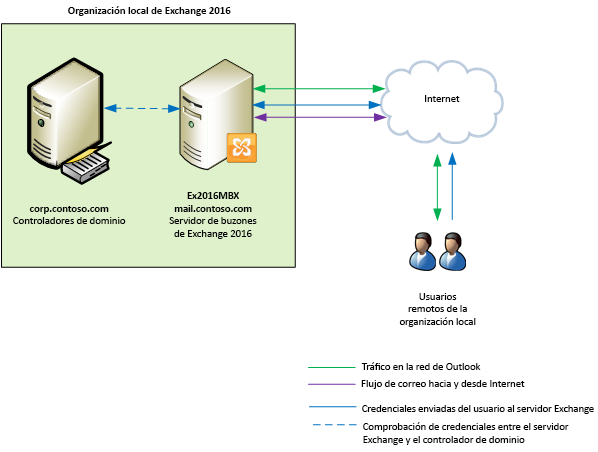 Organización local de Exchange 2016
Internet
corp.contoso.com
Controladores de dominio
Ex2016MBX
mail.contoso.com
Servidor de buzones
de Exchange 2016
Usuarios
remotos de la
organización local
Tráfico en la red de Outlook
Flujo de correo hacia y desde Internet
Credenciales enviadas del usuario al servidor Exchange
Comprobación de credenciales entre el servidor
Exchange y el controlador de dominio